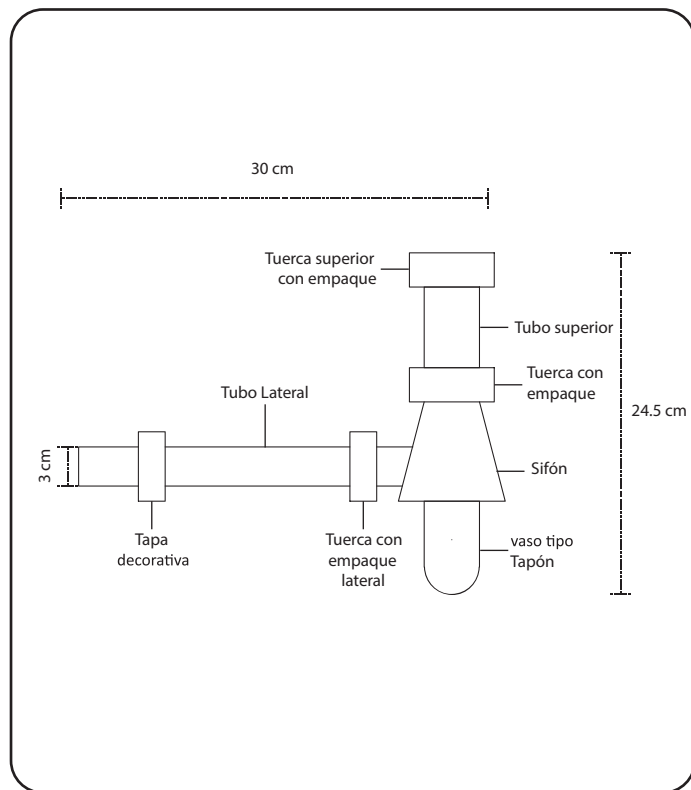 30 cm
Tuerca superior
con empaque
Tubo superior
Tuerca con
empaque
Tubo Lateral
24.5 cm
3 cm
Sifón
Tapa
decorativa
Tuerca con
empaque
lateral
vaso tipo
Tapón